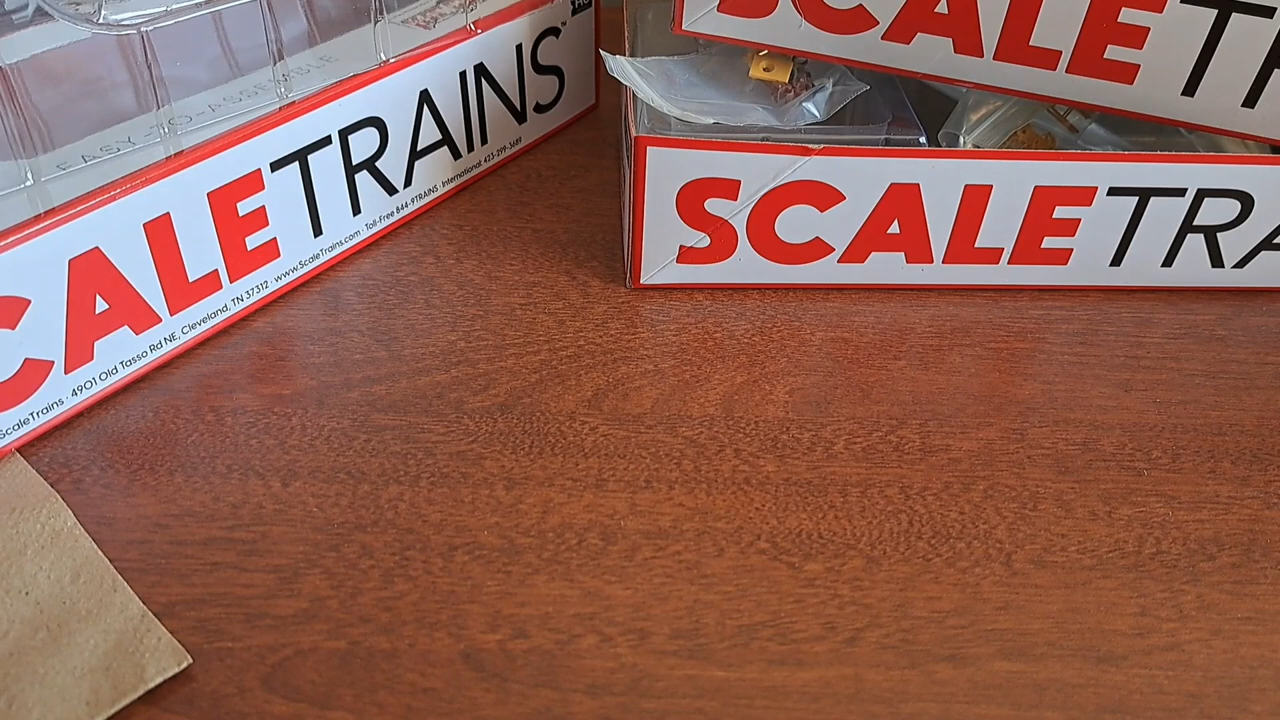 EASY-TO-ASSEMBLE
SCALETRAINS™
ScaleTrains · 4901 Old Tasso Rd NE, Cleveland, TN 37312 · www.ScaleTrains.com · Toll-Free 844-9TRAINS · International: 423-299-3689
SCALET
SCALETRA